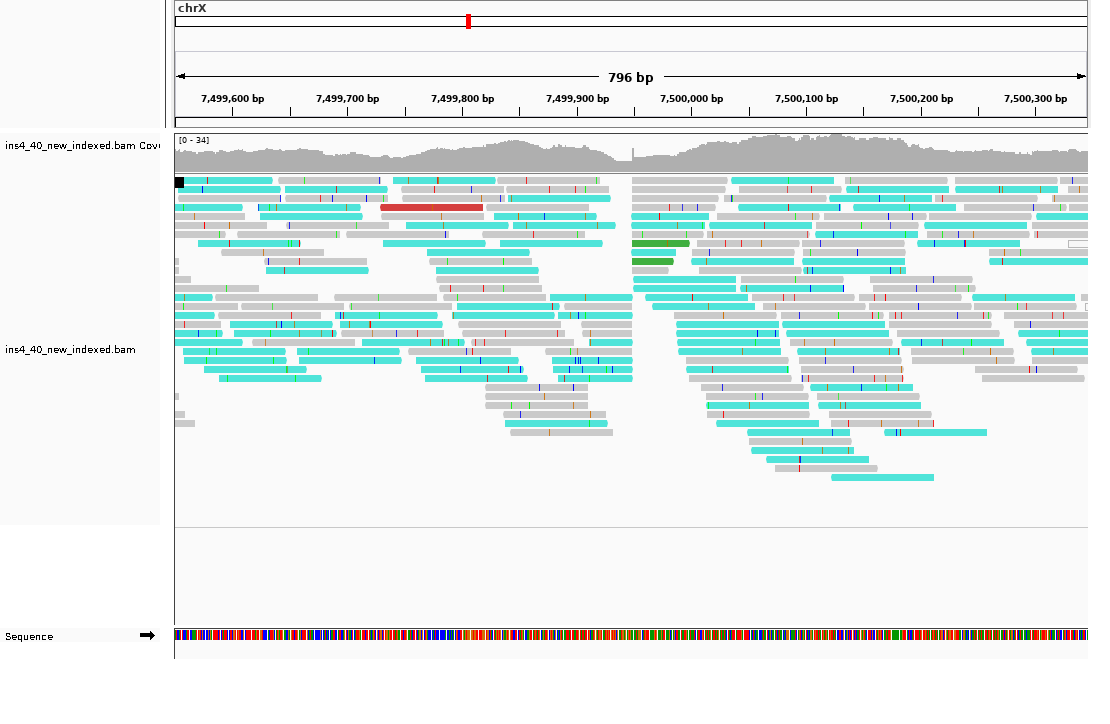 chrX
796 bp
7,499,600 bp 7,499,700 bp 7,499,800 bp 7,499,900 bp 7,500,000 bp 7,500,100 bp 7,500,200 bp 7,500,300 bp
ins4_40_new_indexed.bam Cove
[0 - 34]
ins4_40_new_indexed.bam
Sequence